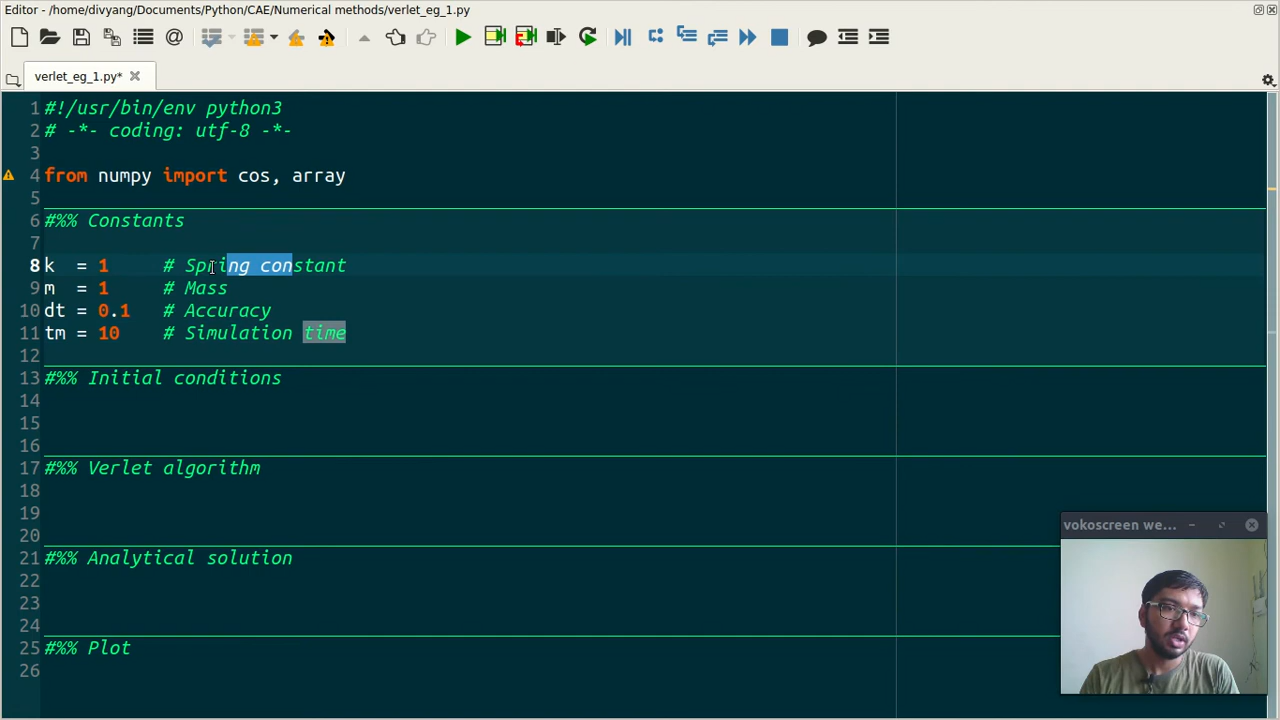 Editor - /home/divyang/Documents/Python/CAE/Numerical methods/verlet_eg_1.py
verlet_eg_1.py*
1 #!/usr/bin/env python3
2 # -*- coding: utf-8 -*-
3
4 from numpy import cos, array
5
6 #%% Constants
7
8 k = 1 # Spring constant
9 m = 1 # Mass
10 dt = 0.1 # Accuracy
11 tm = 10 # Simulation time
12
13 #%% Initial conditions
14
15
16
17 #%% Verlet algorithm
18
19
20
21 #%% Analytical solution
22
23
24
25 #%% Plot
26
vokoscreen we...